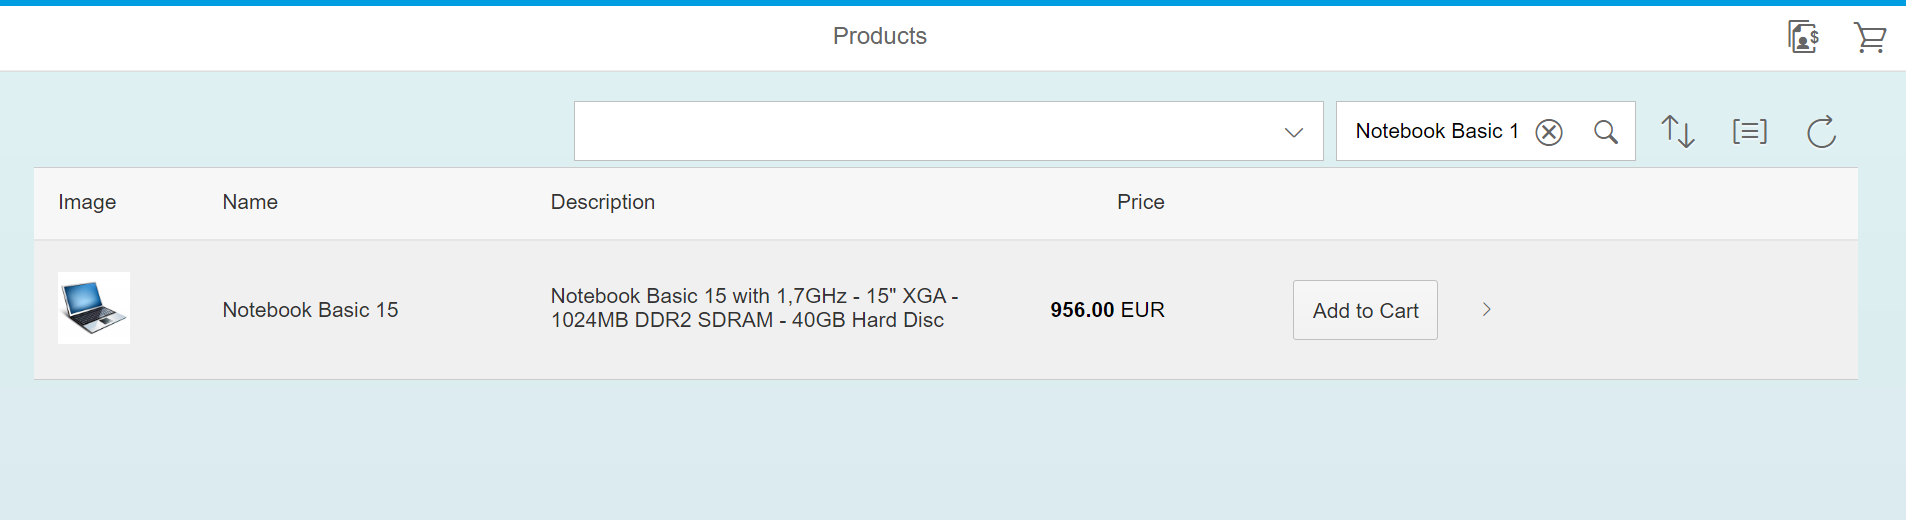 Products
Notebook Basic 1
Image Name Description Price
Notebook Basic 15
Notebook Basic 15 with 1,7GHz - 15" XGA -
1024MB DDR2 SDRAM - 40GB Hard Disc
956.00 EUR
Add to Cart